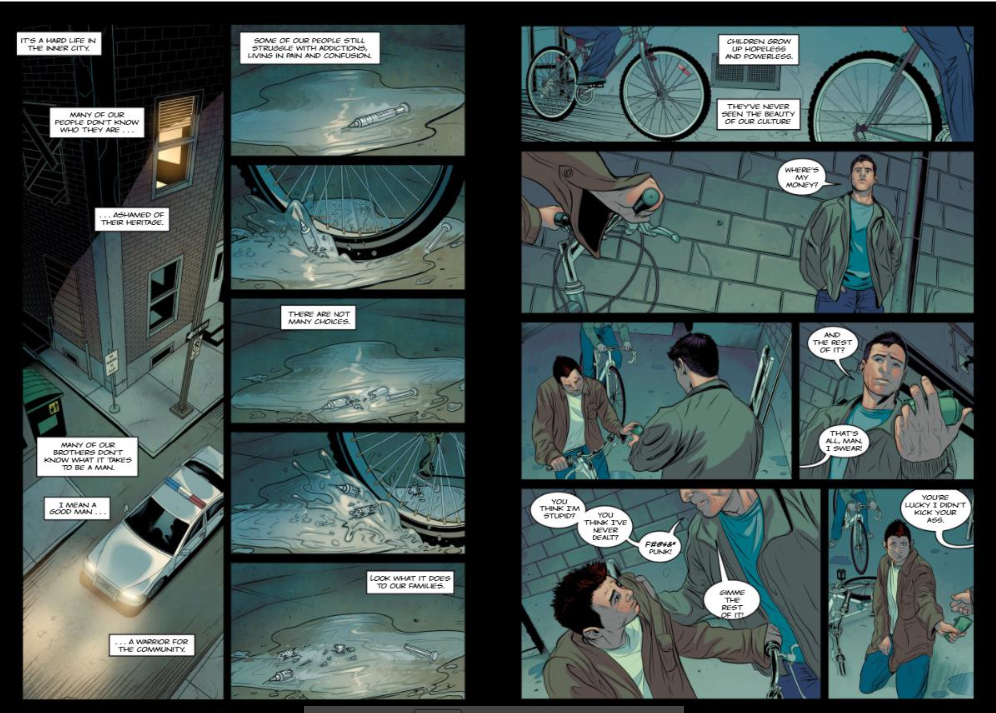 IT'S A HARD LIFE IN
THE INNER CITY.
MANY OF OUR
PEOPLE DON'T KNOW
WHO THEY ARE . . .
. . . ASHAMED OF
THEIR HERITAGE.
MANY OF OUR
BROTHERS DON'T
KNOW WHAT IT TAKES
TO BE A MAN.
I MEAN A
GOOD MAN . . .
. . . A WARRIOR FOR
THE COMMUNITY.
SOME OF OUR PEOPLE STILL
STRUGGLE WITH ADDICTIONS,
LIVING IN PAIN AND CONFUSION.
THERE ARE NOT
MANY CHOICES.
LOOK WHAT IT DOES
TO OUR FAMILIES.
CHILDREN GROW
UP HOPELESS
AND POWERLESS.
THEY'VE NEVER
SEEN THE BEAUTY
OF OUR CULTURE
WHERE'S
MY
MONEY?
AND
THE REST
OF IT?
THAT'S
ALL, MAN.
I SWEAR!
YOU
THINK I'M
STUPID?
YOU
THINK I'VE
NEVER
DEALT?
F#@*&*
PUNK!
GIMME
THE
REST
OF IT!
YOU'RE
LUCKY I DIDN'T
KICK YOUR
ASS.